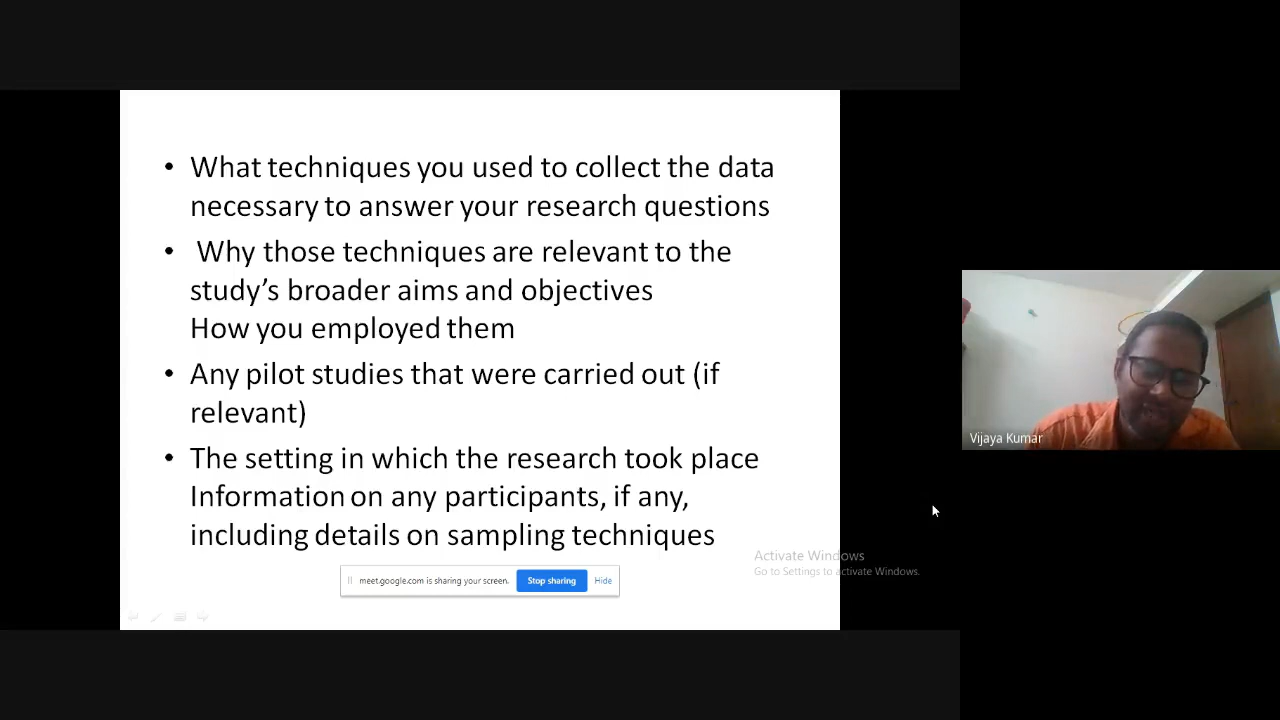 • What techniques you used to collect the data
necessary to answer your research questions
• Why those techniques are relevant to the
study's broader aims and objectives
How you employed them
• Any pilot studies that were carried out (if
relevant)
• The setting in which the research took place
Information on any participants, if any,
including details on sampling techniques
meet.google.com is sharing your screen. Stop sharing Hide
Activate Windows
Go to Settings to activate Windows.
Vijaya Kumar